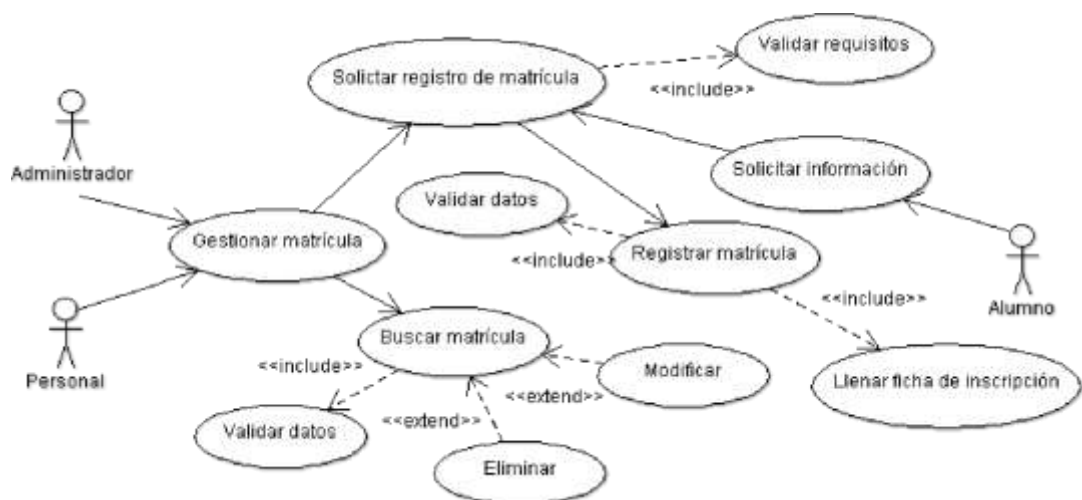 Validar requisitos
Solictar registro de matrícula
<<include>>
Administrador
Solicitar información
Validar datos
Gestionar matrícula
<<include>>
Registrar matrícula
<<include>>
Alumno
Personal
Buscar matrícula
<<include>>
Modificar
Llenar ficha de inscripción
<<extend>>
<<extend>>
Validar datos
Eliminar